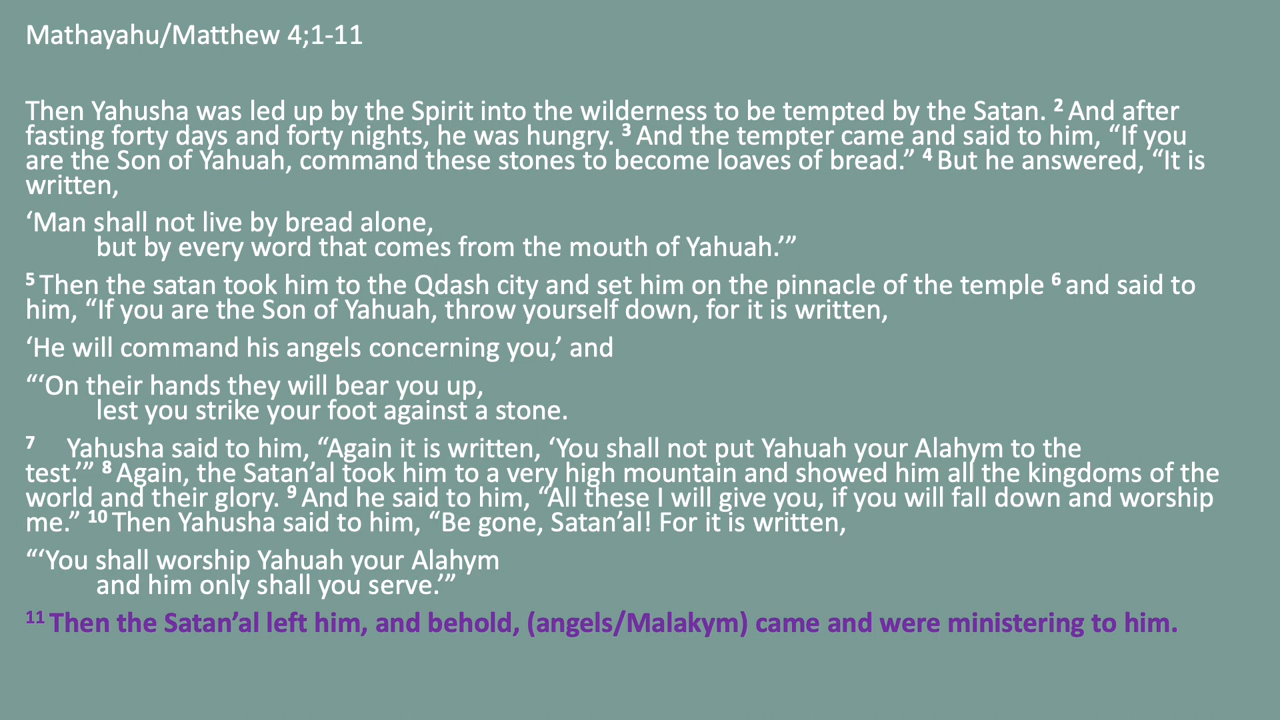 Mathayahu/Matthew 4;1-11
Then Yahusha was led up by the Spirit into the wilderness to be tempted by the Satan. ² And after
fasting forty days and forty nights, he was hungry. ³ And the tempter came and said to him, “If you
are the Son of Yahuah, command these stones to become loaves of bread.” ⁴ But he answered, “It is
written,
‘Man shall not live by bread alone,
but by every word that comes from the mouth of Yahuah.’”
⁵ Then the satan took him to the Qdash city and set him on the pinnacle of the temple ⁶ and said to
him, “If you are the Son of Yahuah, throw yourself down, for it is written,
‘He will command his angels concerning you,’ and
“‘On their hands they will bear you up,
lest you strike your foot against a stone.
⁷ Yahusha said to him, “Again it is written, ‘You shall not put Yahuah your Alahym to the
test.’” ⁸ Again, the Satan’al took him to a very high mountain and showed him all the kingdoms of the
world and their glory. ⁹ And he said to him, “All these I will give you, if you will fall down and worship
me.” ¹⁰ Then Yahusha said to him, “Be gone, Satan’al! For it is written,
“‘You shall worship Yahuah your Alahym
and him only shall you serve.’”
¹¹ Then the Satan’al left him, and behold, (angels/Malakym) came and were ministering to him.